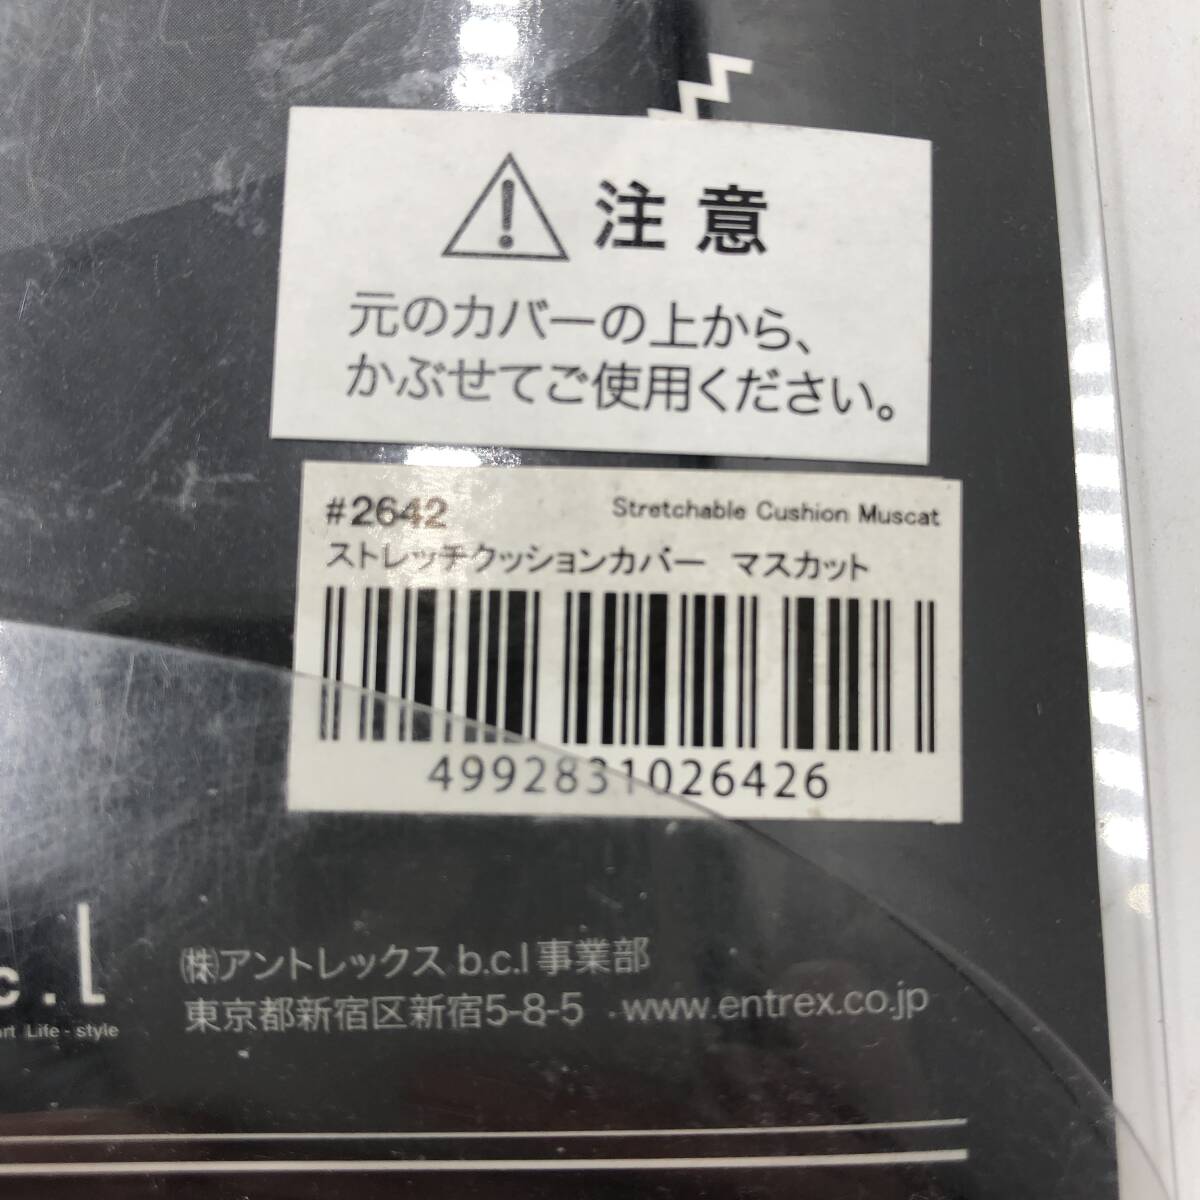 注意
元のカバーの上から、
かぶせてご使用ください。
#2642 Stretchable Cushion Muscat
ストレッチクッションカバー マスカット
4992831026426
c.l
Life-style
㈱アントレックス b.c.l 事業部
東京都新宿区新宿5-8-5 www.entrex.co.jp